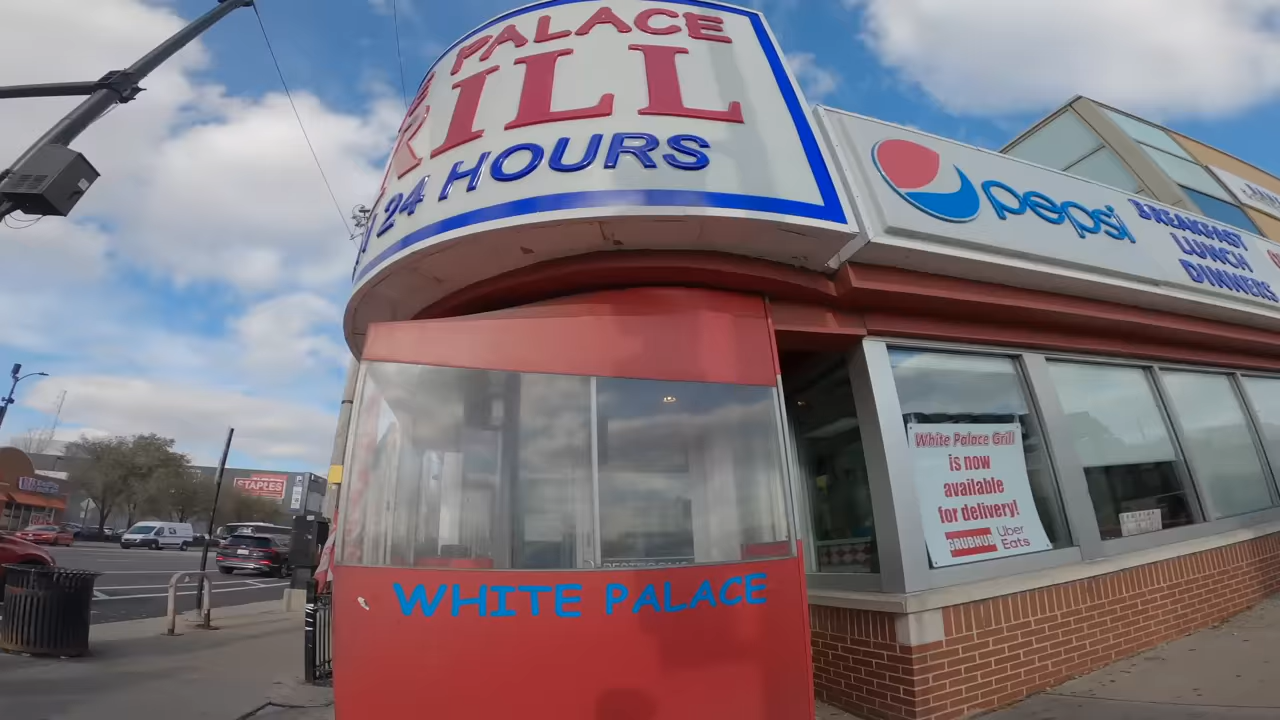 PALACE
GRILL
24 HOURS
pepsi
BREAKFAST
LUNCH
DINNERS
STAPLES
White Palace Grill
is now
available
for delivery!
GRUBHUB
Uber
Eats
WHITE PALACE